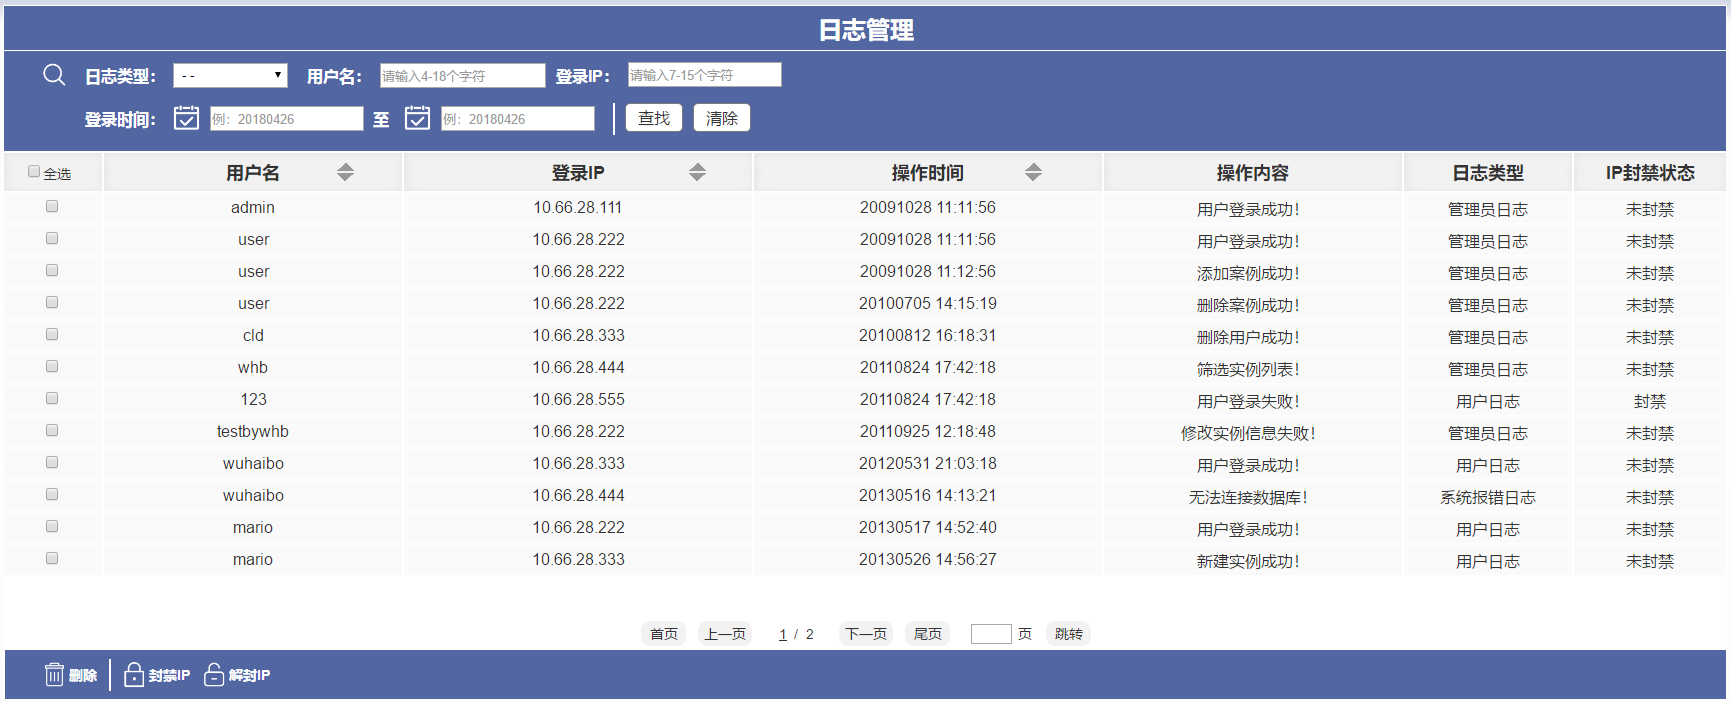 日志管理
日志类型： - - 用户名： 请输入4-18个字符 登录IP： 请输入7-15个字符
登录时间： 例：20180426 至 例：20180426 查找 清除
全选 用户名 登录IP 操作时间 操作内容 日志类型 IP封禁状态
admin 10.66.28.111 20091028 11:11:56 用户登录成功！ 管理员日志 未封禁
user 10.66.28.222 20091028 11:11:56 用户登录成功！ 管理员日志 未封禁
user 10.66.28.222 20091028 11:12:56 添加案例成功！ 管理员日志 未封禁
user 10.66.28.222 20100705 14:15:19 删除案例成功！ 管理员日志 未封禁
cld 10.66.28.333 20100812 16:18:31 删除用户成功！ 管理员日志 未封禁
whb 10.66.28.444 20110824 17:42:18 筛选实例列表！ 管理员日志 未封禁
123 10.66.28.555 20110824 17:42:18 用户登录失败！ 用户日志 封禁
testbywhb 10.66.28.222 20110925 12:18:48 修改实例信息失败！ 管理员日志 未封禁
wuhaibo 10.66.28.333 20120531 21:03:18 用户登录成功！ 用户日志 未封禁
wuhaibo 10.66.28.444 20130516 14:13:21 无法连接数据库！ 系统报错日志 未封禁
mario 10.66.28.222 20130517 14:52:40 用户登录成功！ 用户日志 未封禁
mario 10.66.28.333 20130526 14:56:27 新建实例成功！ 用户日志 未封禁
首页 上一页 1 / 2 下一页 尾页 页 跳转
删除 封禁IP 解封IP